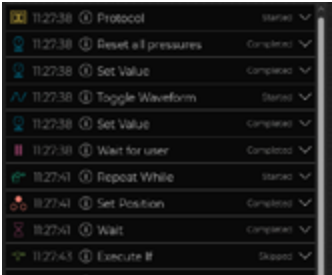 11:27:38 Protocol Started
11:27:38 Reset all pressures Completed
11:27:38 Set Value Completed
11:27:38 Toggle Waveform Started
11:27:38 Set Value Completed
11:27:38 Wait for user Completed
11:27:41 Repeat While Started
11:27:41 Set Position Completed
11:27:41 Wait Completed
11:27:43 Execute If Skipped